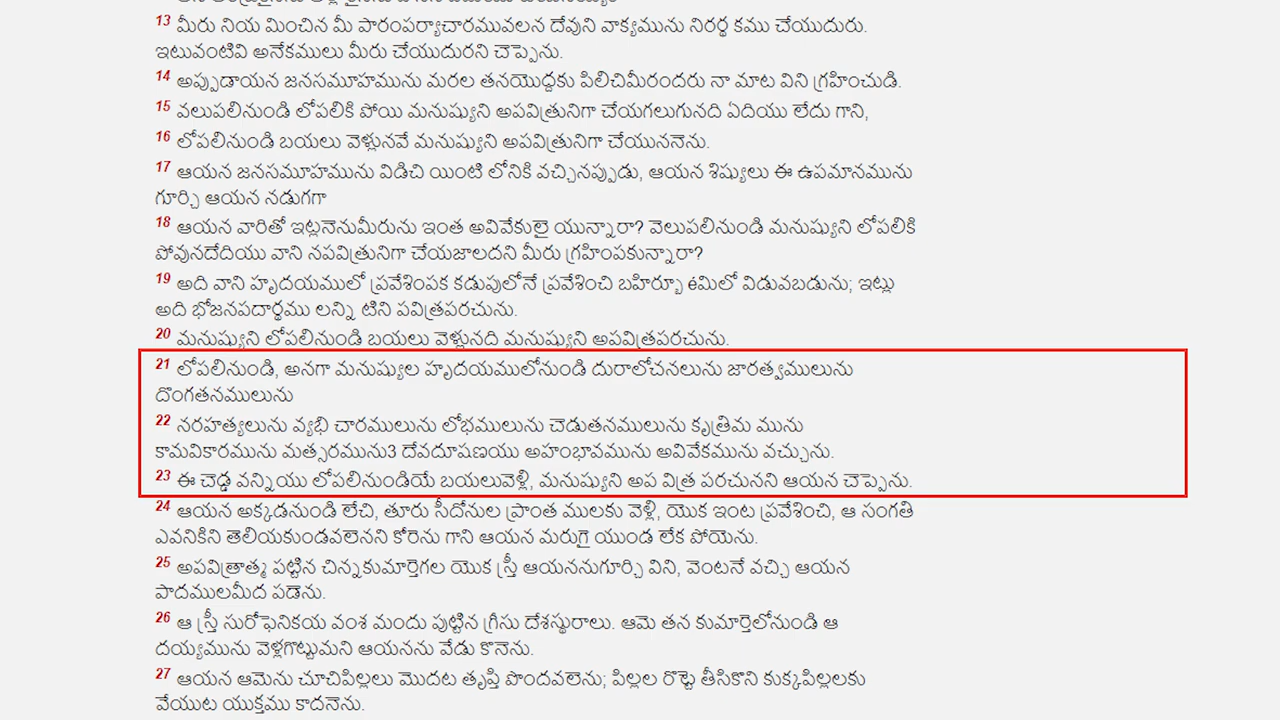 13 మీరు నియ మించిన మీ పారంపర్యాచారమువలన దేవుని వాక్యమును నిరర్థ కము చేయుదురు.
ఇటువంటివి అనేకములు మీరు చేయుదురని చెప్పెను.
14 అప్పుడాయన జనసమూహమును మరల తనయొద్దకు పిలిచిమీరందరు నా మాట విని గ్రహించుడి.
15 వలుపలినుండి లోపలికి పోయి మనుష్యుని అపవిత్రునిగా చేయగలుగునది ఏదియు లేదు గాని,
16 లోపలినుండి బయలు వెళ్లునవే మనుష్యుని అపవిత్రునిగా చేయుననెను.
17 ఆయన జనసమూహమును విడిచి యింటి లోనికి వచ్చినప్పుడు, ఆయన శిష్యులు ఈ ఉపమానమును
గూర్చి ఆయన నడుగగా
18 ఆయన వారితో ఇట్లనెనుమీరును ఇంత అవివేకులై యున్నారా? వెలుపలినుండి మనుష్యుని లోపలికి
పోవునదేదియు వాని నపవిత్రునిగా చేయజాలదని మీరు గ్రహింపకున్నారా?
19 అది వాని హృదయములో ప్రవేశింపక కడుపులోనే ప్రవేశించి బహిర్బూ éమిలో విడువబడును; ఇట్లు
అది భోజనపదార్థము లన్ని టిని పవిత్రపరచును.
20 మనుష్యుని లోపలినుండి బయలు వెళ్లునది మనుష్యుని అపవిత్రపరచును.
21 లోపలినుండి, అనగా మనుష్యుల హృదయములోనుండి దురాలోచనలును జారత్వములును
దొంగతనములును
22 నరహత్యలును వ్యభి చారములును లోభములును చెడుతనములును కృత్రిమ మును
కామవికారమును మత్సరమును3 దేవదూషణయు అహంభావమును అవివేకమును వచ్చును.
23 ఈ చెడ్డ వన్నియు లోపలినుండియే బయలువెళ్లి, మనుష్యుని అప విత్ర పరచునని ఆయన చెప్పెను.
24 ఆయన అక్కడనుండి లేచి, తూరు సీదోనుల ప్రాంత ములకు వెళ్లి, యొక ఇంట ప్రవేశించి, ఆ సంగతి
ఎవనికిని తెలియకుండవలెనని కోరెను గాని ఆయన మరుగై యుండ లేక పోయెను.
25 అపవిత్రాత్మ పట్టిన చిన్నకుమార్తెగల యొక స్త్రీ ఆయననుగూర్చి విని, వెంటనే వచ్చి ఆయన
పాదములమీద పడెను.
26 ఆ స్త్రీ సురోఫెనికయ వంశ మందు పుట్టిన గ్రీసు దేశస్థురాలు. ఆమె తన కుమార్తెలోనుండి ఆ
దయ్యమును వెళ్లగొట్టుమని ఆయనను వేడు కొనెను.
27 ఆయన ఆమెను చూచిపిల్లలు మొదట తృప్తి పొందవలెను; పిల్లల రొట్టె తీసికొని కుక్కపిల్లలకు
వేయుట యుక్తము కాదనెను.